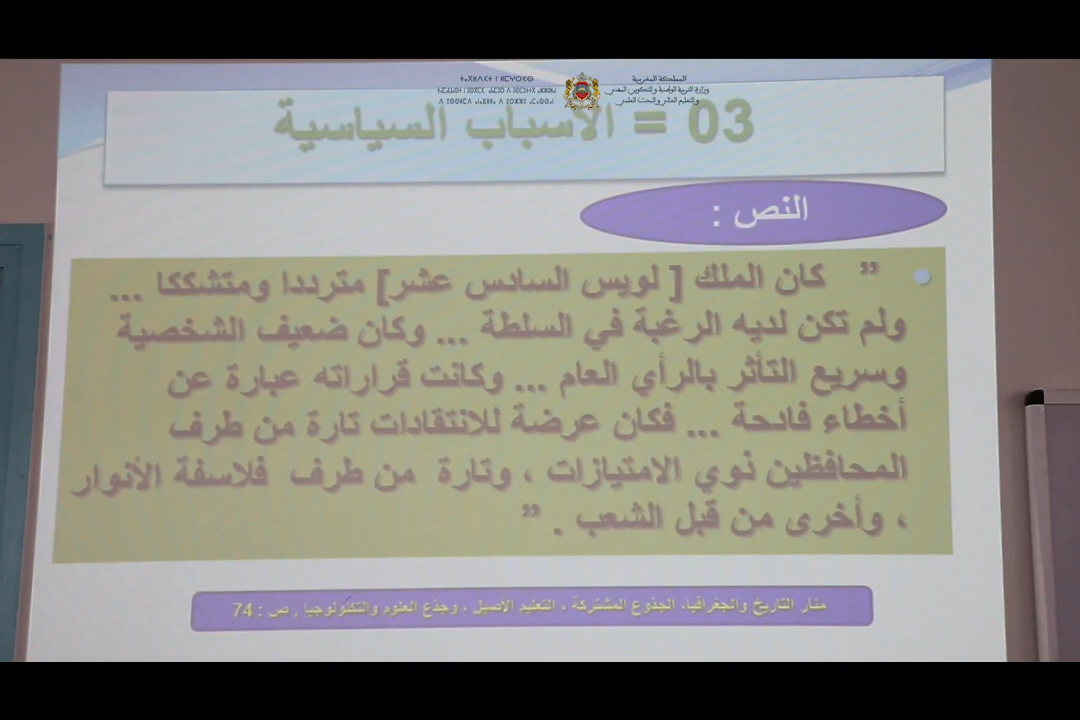 المملكة المغربية
وزارة التربية الوطنية والتكوين المهني
والتعليم العالي والبحث العلمي
03 = الأسباب السياسية
النص :
” كان الملك [ لويس السادس عشر] مترددا ومتشككا ...
ولم تكن لديه الرغبة في السلطة ... وكان ضعيف الشخصية
وسريع التأثر بالرأي العام ... وكانت قراراته عبارة عن
أخطاء فادحة ... فكان عرضة للانتقادات تارة من طرف
المحافظين ذوي الامتيازات ، وتارة من طرف فلاسفة الأنوار
، وأخرى من قبل الشعب . ”
منار التاريخ والجغرافيا، الجذوع المشتركة ، التعليم الأصيل ، وجذع العلوم والتكنولوجيا , ص : 74